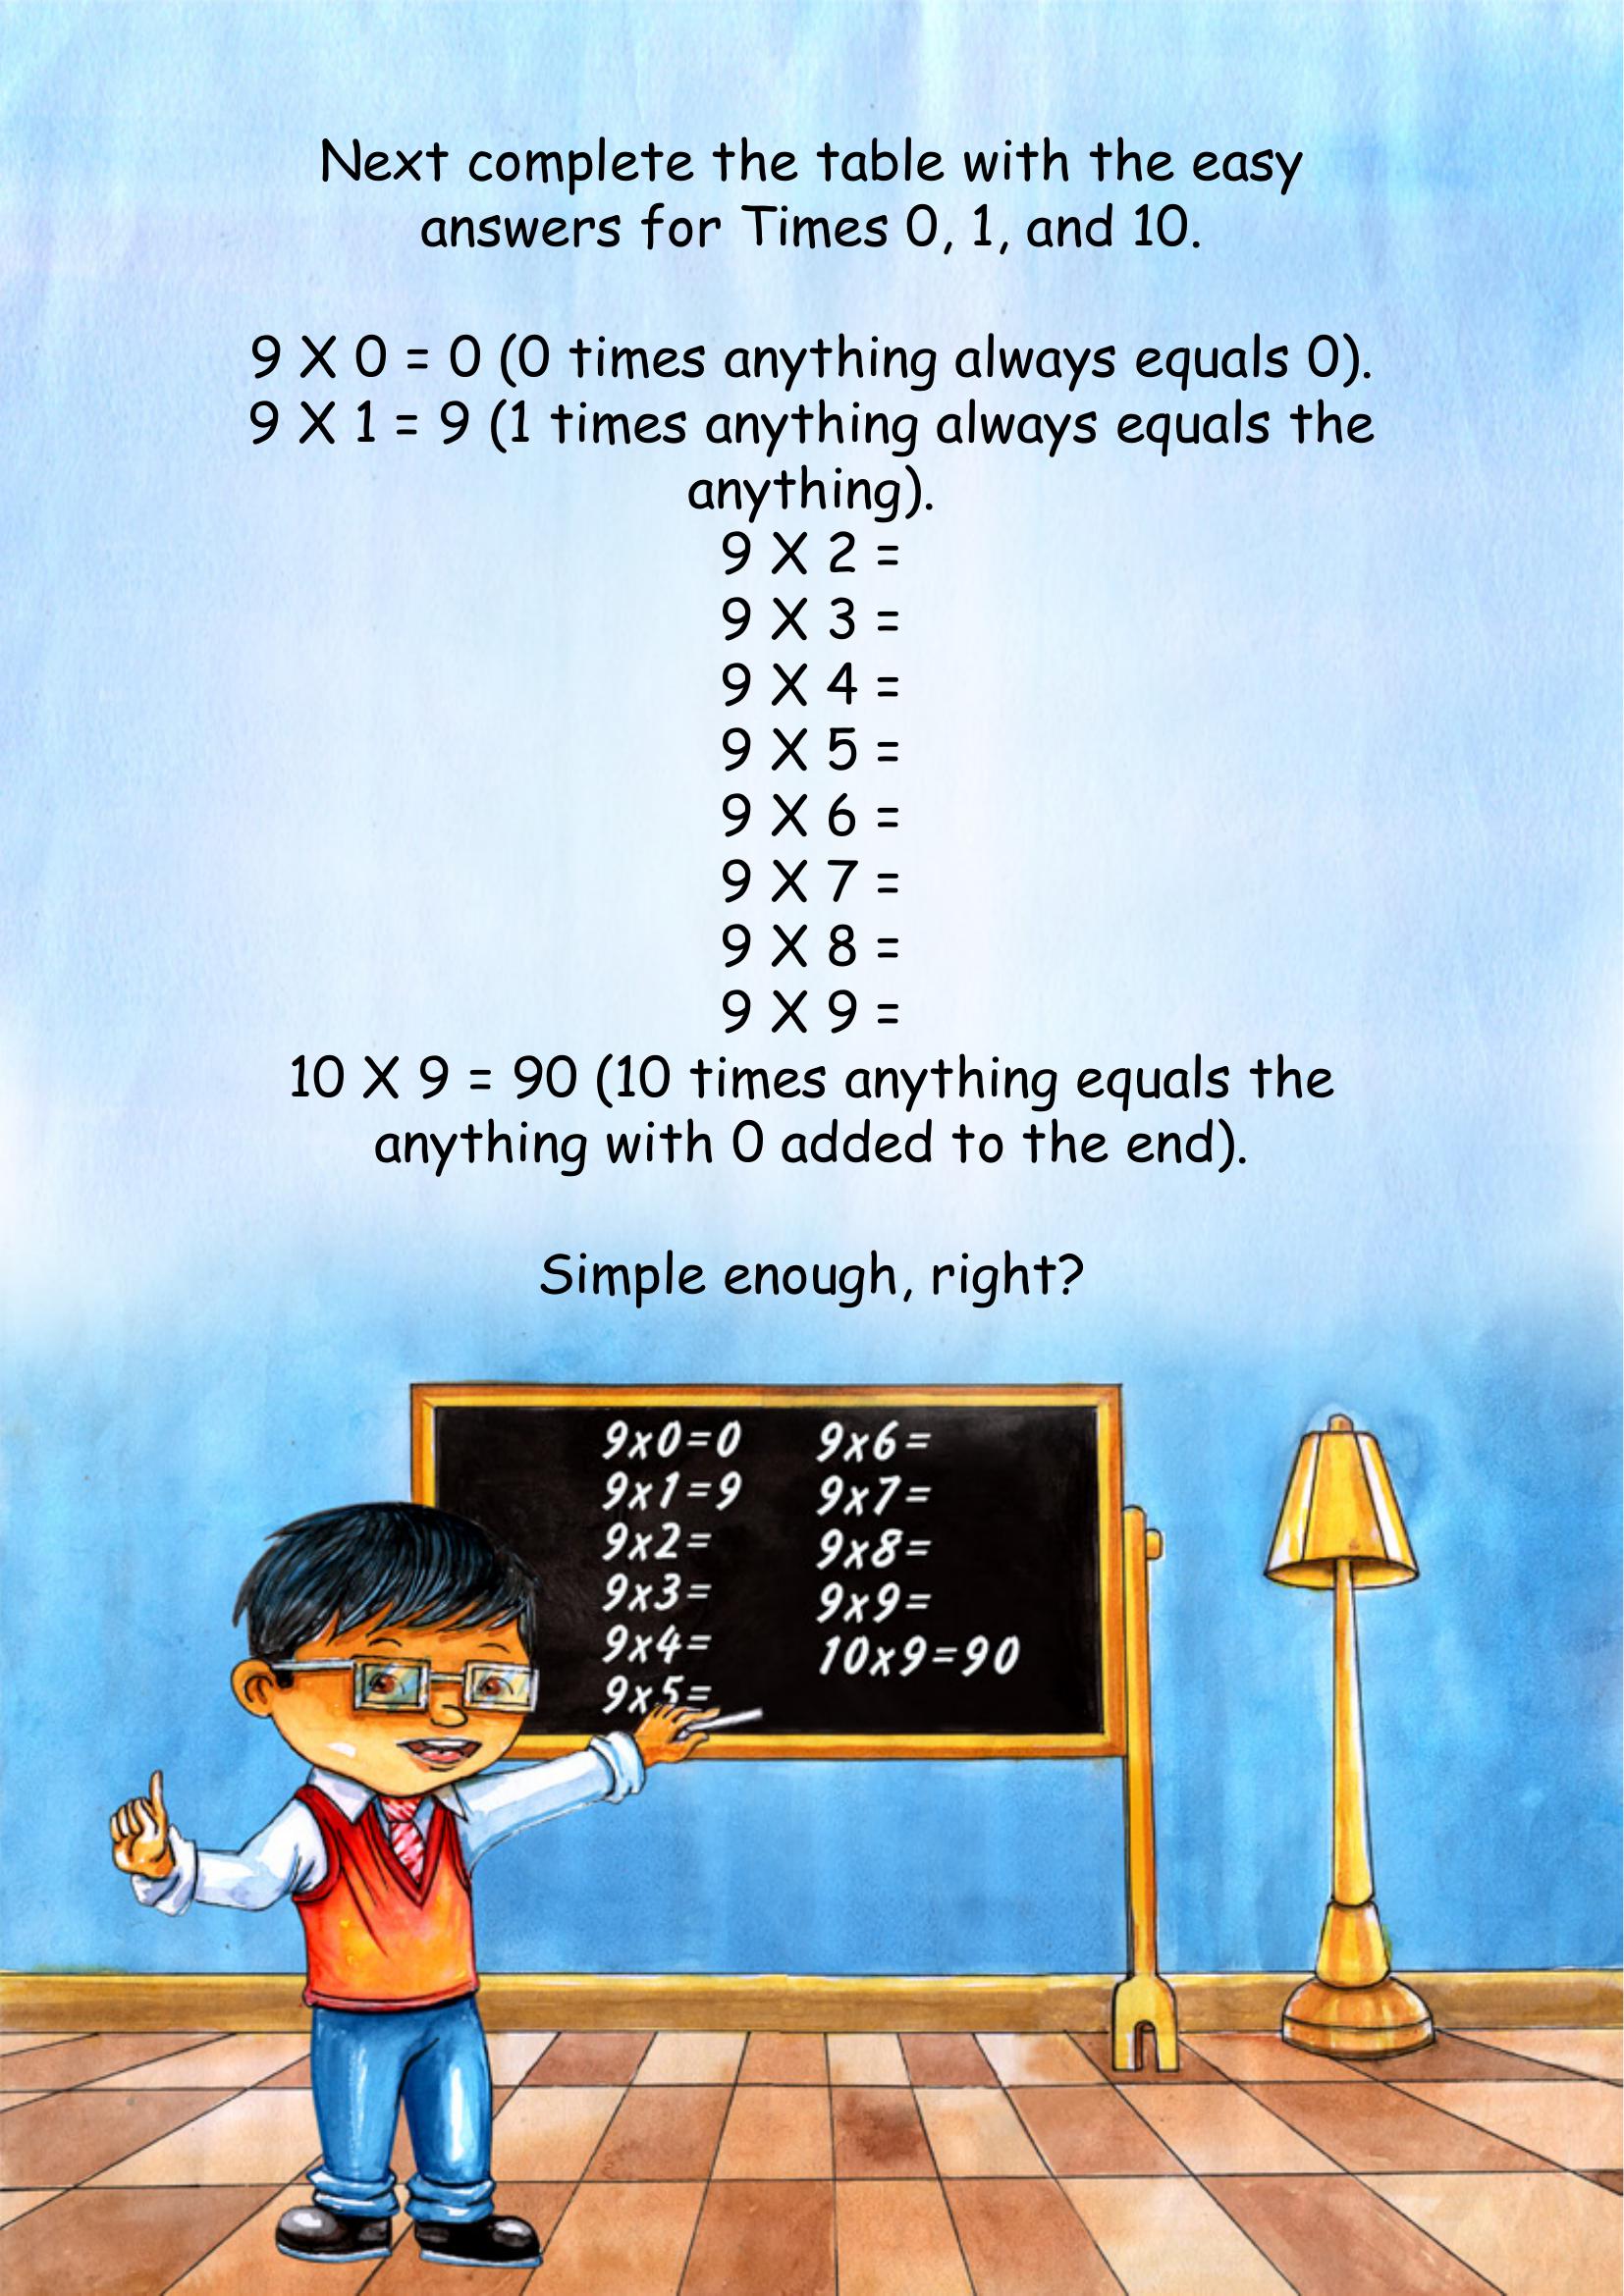 Next complete the table with the easy
answers for Times 0, 1, and 10.
9 X 0 = 0 (0 times anything always equals 0).
9 X 1 = 9 (1 times anything always equals the
anything).
9 X 2 =
9 X 3 =
9 X 4 =
9 X 5 =
9 X 6 =
9 X 7 =
9 X 8 =
9 X 9 =
10 X 9 = 90 (10 times anything equals the
anything with 0 added to the end).
Simple enough, right?
9x0=0
9x1=9
9x2=
9x3=
9x4=
9x5=
9x6=
9x7=
9x8=
9x9=
10x9=90